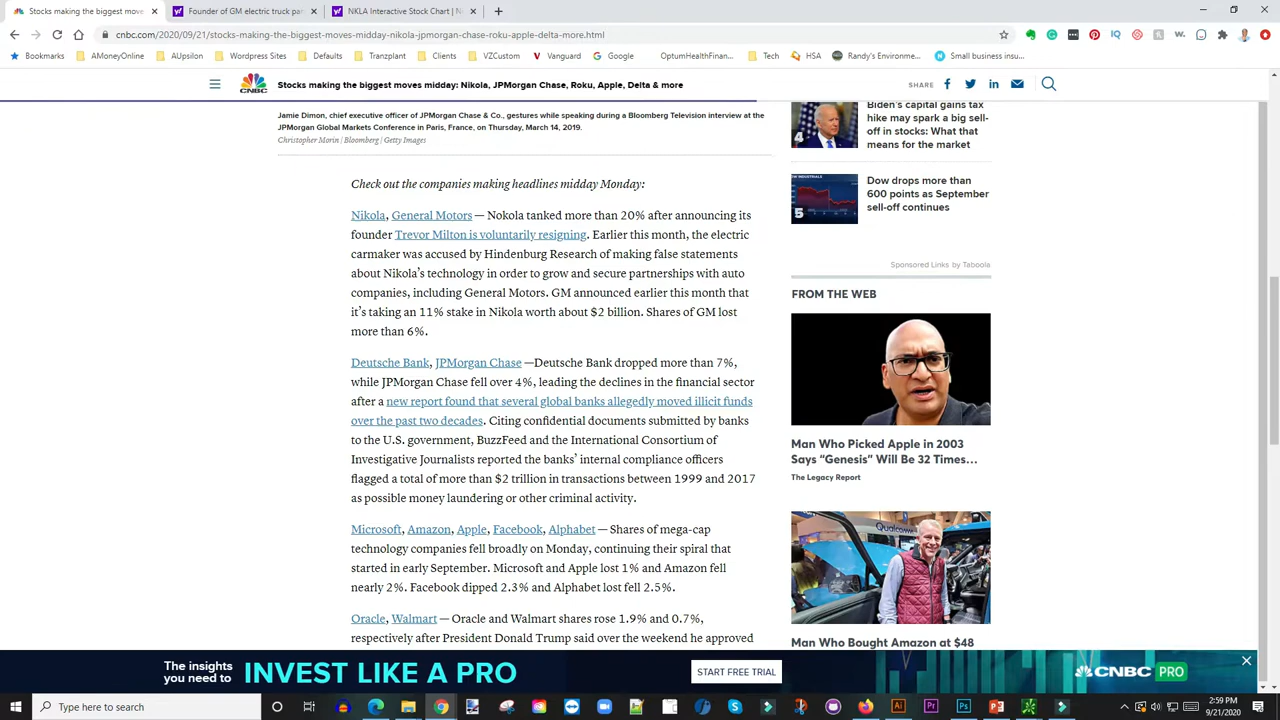 Stocks making the biggest moves
Founder of GM electric truck par
NKLA Interactive Stock Chart | N
cnbc.com/2020/09/21/stocks-making-the-biggest-moves-midday-nikola-jpmorgan-chase-roku-apple-delta-more.html
Bookmarks AMoneyOnline AUpsilon Wordpress Sites Defaults Tranzplant Clients VZCustom Vanguard Google OptumHealthFinan... Tech HSA Randy's Reviews Small business insu...
CNBC
Stocks making the biggest moves midday: Nikola, JPMorgan Chase, Roku, Apple, Delta & more
SHARE
Jamie Dimon, chief executive officer of JPMorgan Chase & Co., gestures while speaking during a Bloomberg Television interview at the
JPMorgan Global Markets Conference in Paris, France, on Thursday, March 14, 2019.
Christopher Morin | Bloomberg | Getty Images
Check out the companies making headlines midday Monday:
Nikola, General Motors — Nokola tanked more than 20% after announcing its
founder Trevor Milton is voluntarily resigning. Earlier this month, the electric
carmaker was accused by Hindenburg Research of making false statements
about Nikola's technology in order to grow and secure partnerships with auto
companies, including General Motors. GM announced earlier this month that
it's taking an 11% stake in Nikola worth about $2 billion. Shares of GM lost
more than 6%.
Deutsche Bank, JPMorgan Chase —Deutsche Bank dropped more than 7%,
while JPMorgan Chase fell over 4%, leading the declines in the financial sector
after a new report found that several global banks allegedly moved illicit funds
over the past two decades. Citing confidential documents submitted by banks
to the U.S. government, BuzzFeed and the International Consortium of
Investigative Journalists reported the banks' internal compliance officers
flagged a total of more than $2 trillion in transactions between 1999 and 2017
as possible money laundering or other criminal activity.
Microsoft, Amazon, Apple, Facebook, Alphabet — Shares of mega-cap
technology companies fell broadly on Monday, continuing their spiral that
started in early September. Microsoft and Apple lost 1% and Amazon fell
nearly 2%. Facebook dipped 2.3% and Alphabet lost fell 2.5%.
Oracle, Walmart — Oracle and Walmart shares rose 1.9% and 0.7%,
respectively after President Donald Trump said over the weekend he approved
4
Biden's capital gains tax
hike may spark a big sell-
off in stocks: What that
means for the market
5
Dow drops more than
600 points as September
sell-off continues
Sponsored Links by Taboola
FROM THE WEB
Man Who Picked Apple in 2003
Says “Genesis” Will Be 32 Times...
The Legacy Report
Qualcomm
Man Who Bought Amazon at $48
The insights
you need to
INVEST LIKE A PRO
START FREE TRIAL
CNBC PRO
Type here to search
2:59 PM
9/21/2020